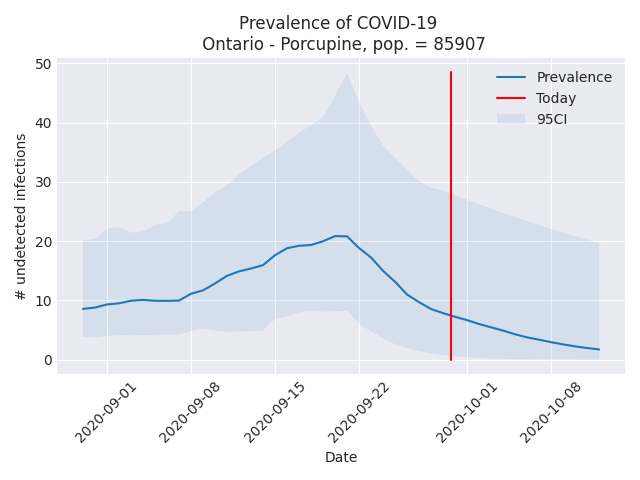 Prevalence of COVID-19
Ontario - Porcupine, pop. = 85907
50
40
30
20
10
0
# undetected infections
Prevalence
Today
95CI
2020-09-01
2020-09-08
2020-09-15
2020-09-22
2020-10-01
2020-10-08
Date